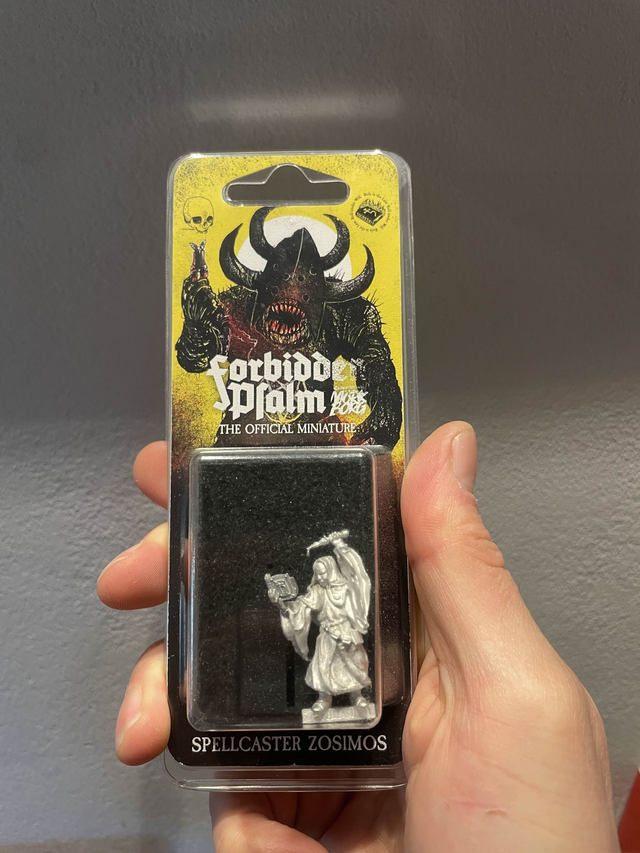 Forbidden
Psalm
MÖRK
BORG
THE OFFICIAL MINIATURE
SPELLCASTER ZOSIMOS